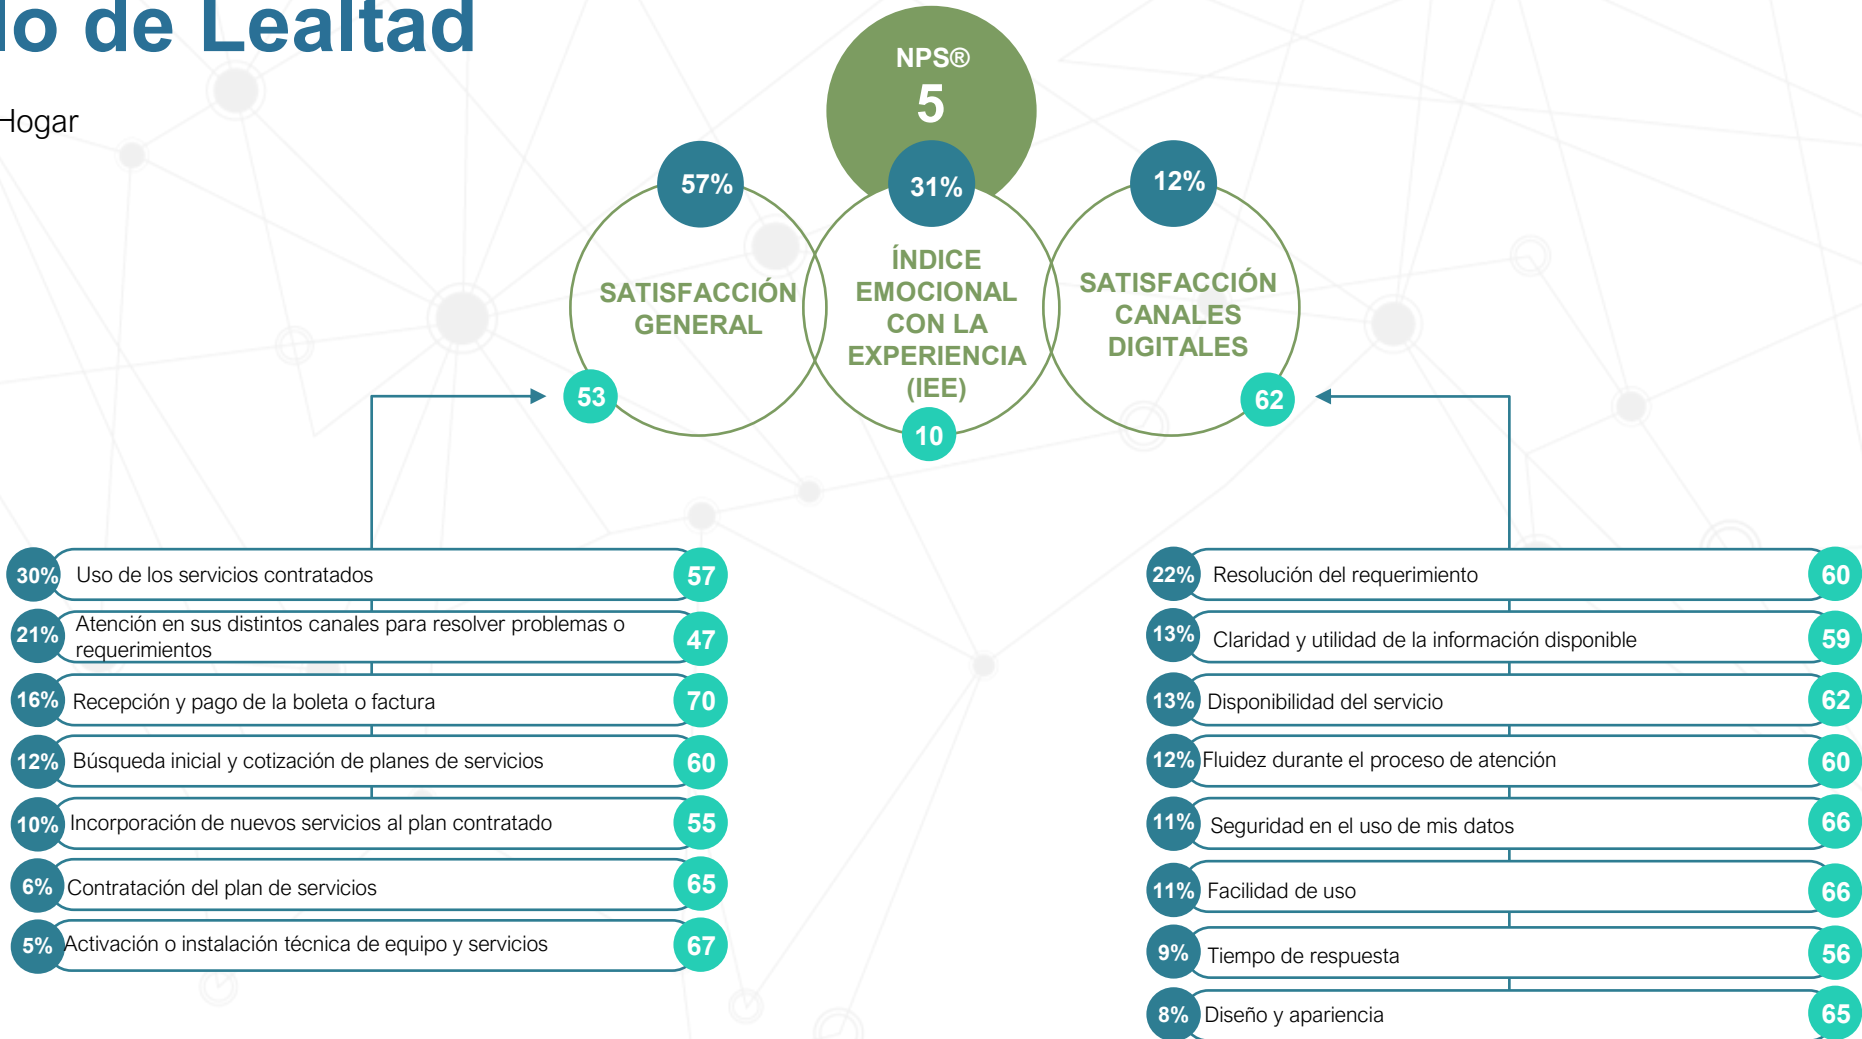 lo de Lealtad
Hogar
NPS®
5
57%
31%
12%
SATISFACCIÓN
GENERAL
ÍNDICE
EMOCIONAL
CON LA
EXPERIENCIA
(IEE)
SATISFACCIÓN
CANALES
DIGITALES
53
10
62
30% Uso de los servicios contratados 57
21% Atención en sus distintos canales para resolver problemas o
requerimientos 47
16% Recepción y pago de la boleta o factura 70
12% Búsqueda inicial y cotización de planes de servicios 60
10% Incorporación de nuevos servicios al plan contratado 55
6% Contratación del plan de servicios 65
5% Activación o instalación técnica de equipo y servicios 67
22% Resolución del requerimiento 60
13% Claridad y utilidad de la información disponible 59
13% Disponibilidad del servicio 62
12% Fluidez durante el proceso de atención 60
11% Seguridad en el uso de mis datos 66
11% Facilidad de uso 66
9% Tiempo de respuesta 56
8% Diseño y apariencia 65